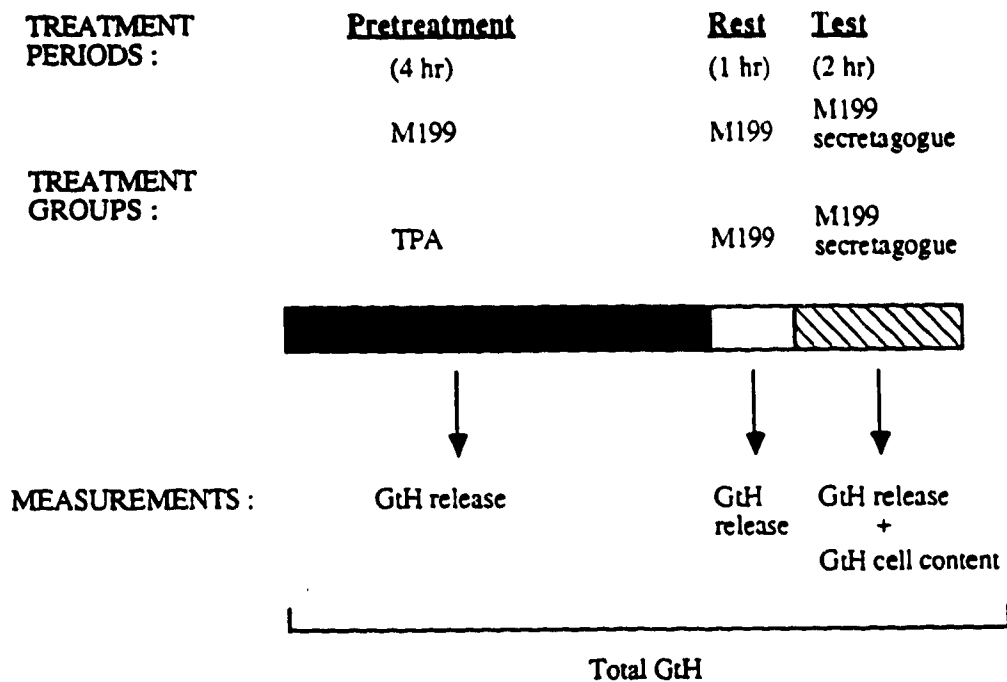 TREATMENT PERIODS : Pretreatment Rest Test
(4 hr) (1 hr) (2 hr)
M199 M199 M199 secretagogue
TREATMENT GROUPS :
TPA M199 M199 secretagogue
MEASUREMENTS : GtH release GtH release GtH release + GtH cell content
Total GtH